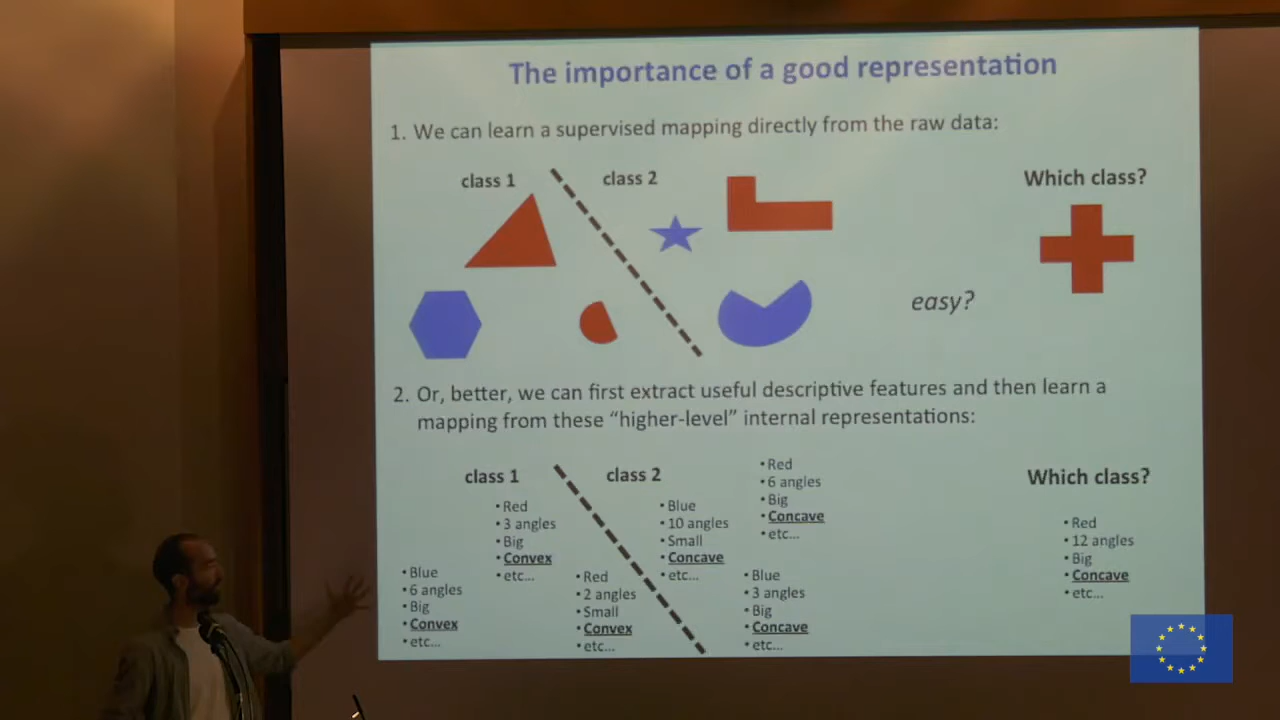 The importance of a good representation
1. We can learn a supervised mapping directly from the raw data:
class 1
class 2
Which class?
easy?
2. Or, better, we can first extract useful descriptive features and then learn a
mapping from these “higher-level” internal representations:
class 1
class 2
Which class?
• Blue
• 6 angles
• Big
• Convex
• etc...
• Red
• 3 angles
• Big
• Convex
• etc...
• Red
• 2 angles
• Small
• Convex
• etc...
• Blue
• 10 angles
• Small
• Concave
• etc...
• Red
• 6 angles
• Big
• Concave
• etc...
• Blue
• 3 angles
• Big
• Concave
• etc...
• Red
• 12 angles
• Big
• Concave
• etc...